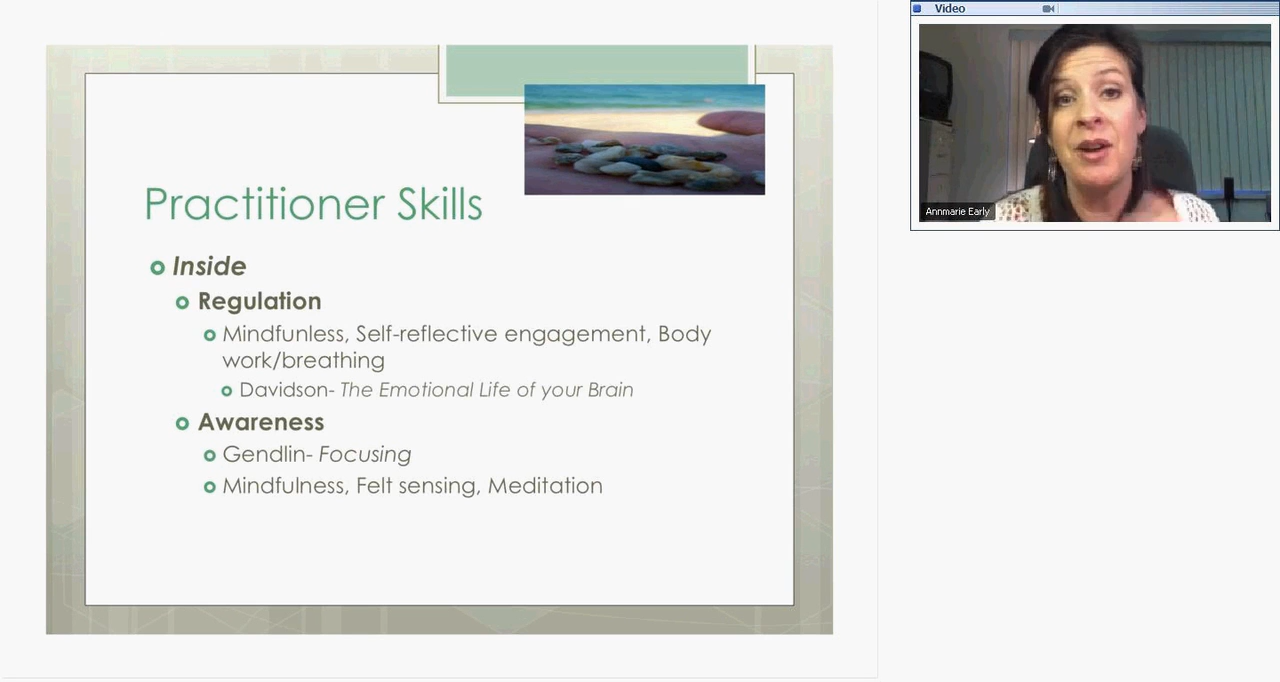 Video
Annmarie Early
Practitioner Skills
Inside
Regulation
Mindfunless, Self-reflective engagement, Body
work/breathing
Davidson- The Emotional Life of your Brain
Awareness
Gendlin- Focusing
Mindfulness, Felt sensing, Meditation